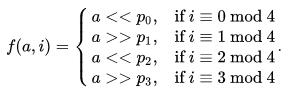 a << p₀, if i ≡ 0 mod 4
a >> p₁, if i ≡ 1 mod 4
f(a, i) =
a << p₂, if i ≡ 2 mod 4
a >> p₃, if i ≡ 3 mod 4
.